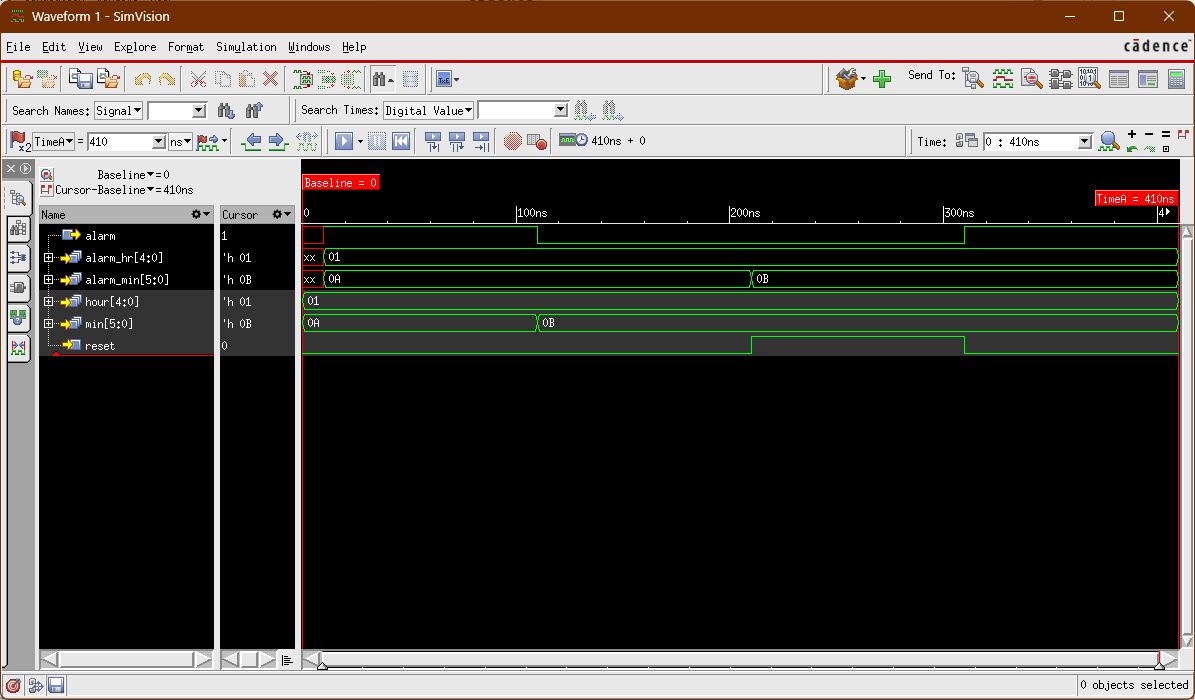 Waveform 1 - SimVision
File Edit View Explore Format Simulation Windows Help
cādence
Send To:
Search Names: Signal
Search Times: Digital Value
x2 TimeA = 410 ns
410ns + 0
Time: 0 : 410ns
Baseline = 0
Cursor-Baseline = 410ns
Baseline = 0
TimeA = 410ns
Name Cursor
0 100ns 200ns 300ns 4
alarm 1
alarm_hr[4:0] 'h 01 xx 01
alarm_min[5:0] 'h 0B xx 0A 0B
hour[4:0] 'h 01 01
min[5:0] 'h 0B 0A 0B
reset 0
0 objects selected